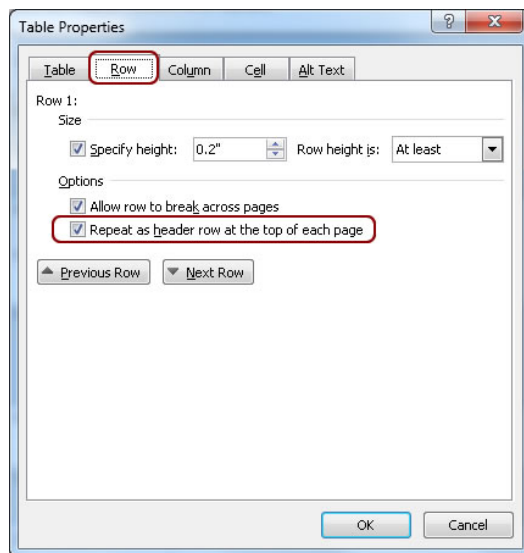 Table Properties
Table Row Column Cell Alt Text
Row 1:
Size
Specify height: 0.2" Row height is: At least
Options
Allow row to break across pages
Repeat as header row at the top of each page
Previous Row Next Row
OK Cancel